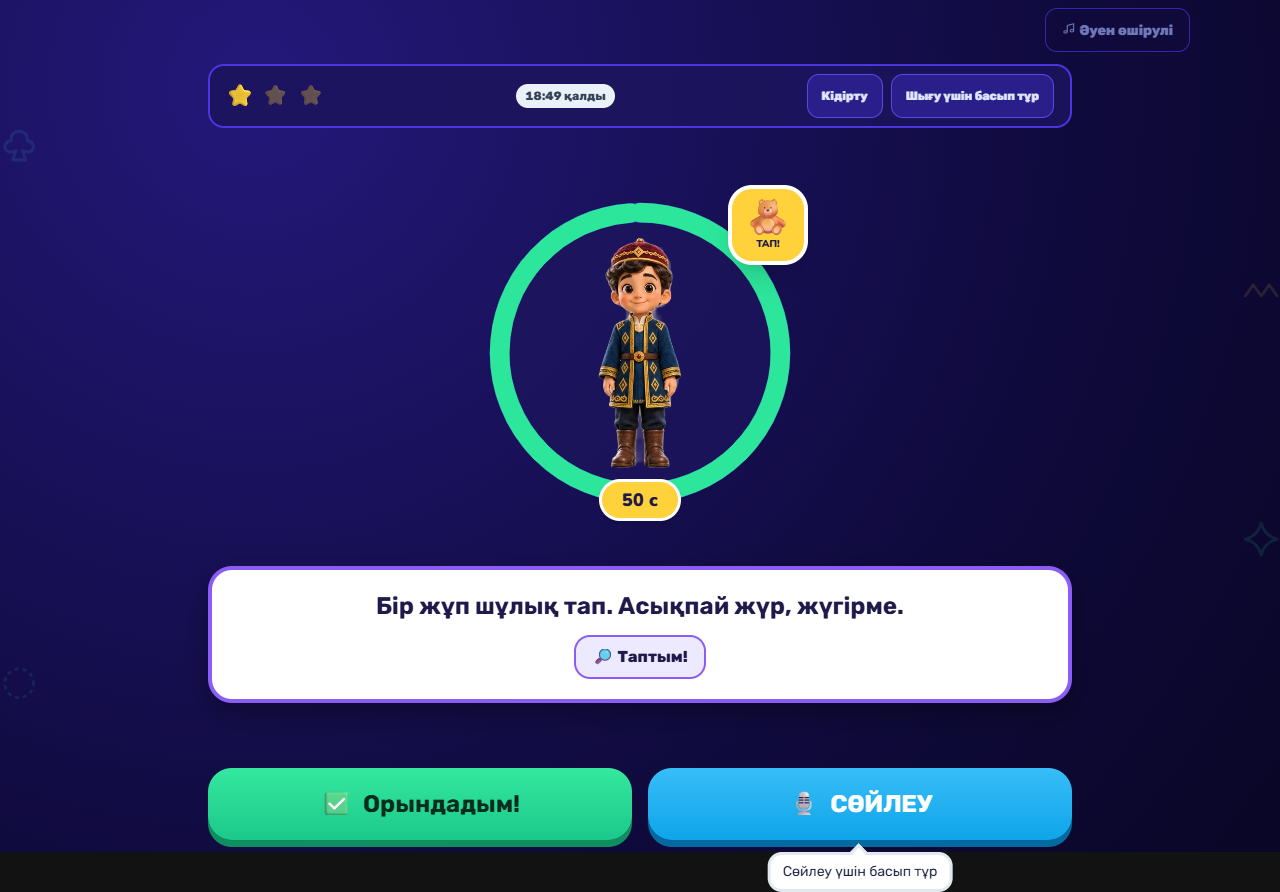 Әуен өшірулі
18:49 қалды
Кідірту
Шығу үшін басып тұр
ТАП!
50 с
Бір жұп шұлық тап. Асықпай жүр, жүгірме.
Таптым!
Орындадым!
СӨЙЛЕУ
Сөйлеу үшін басып тұр